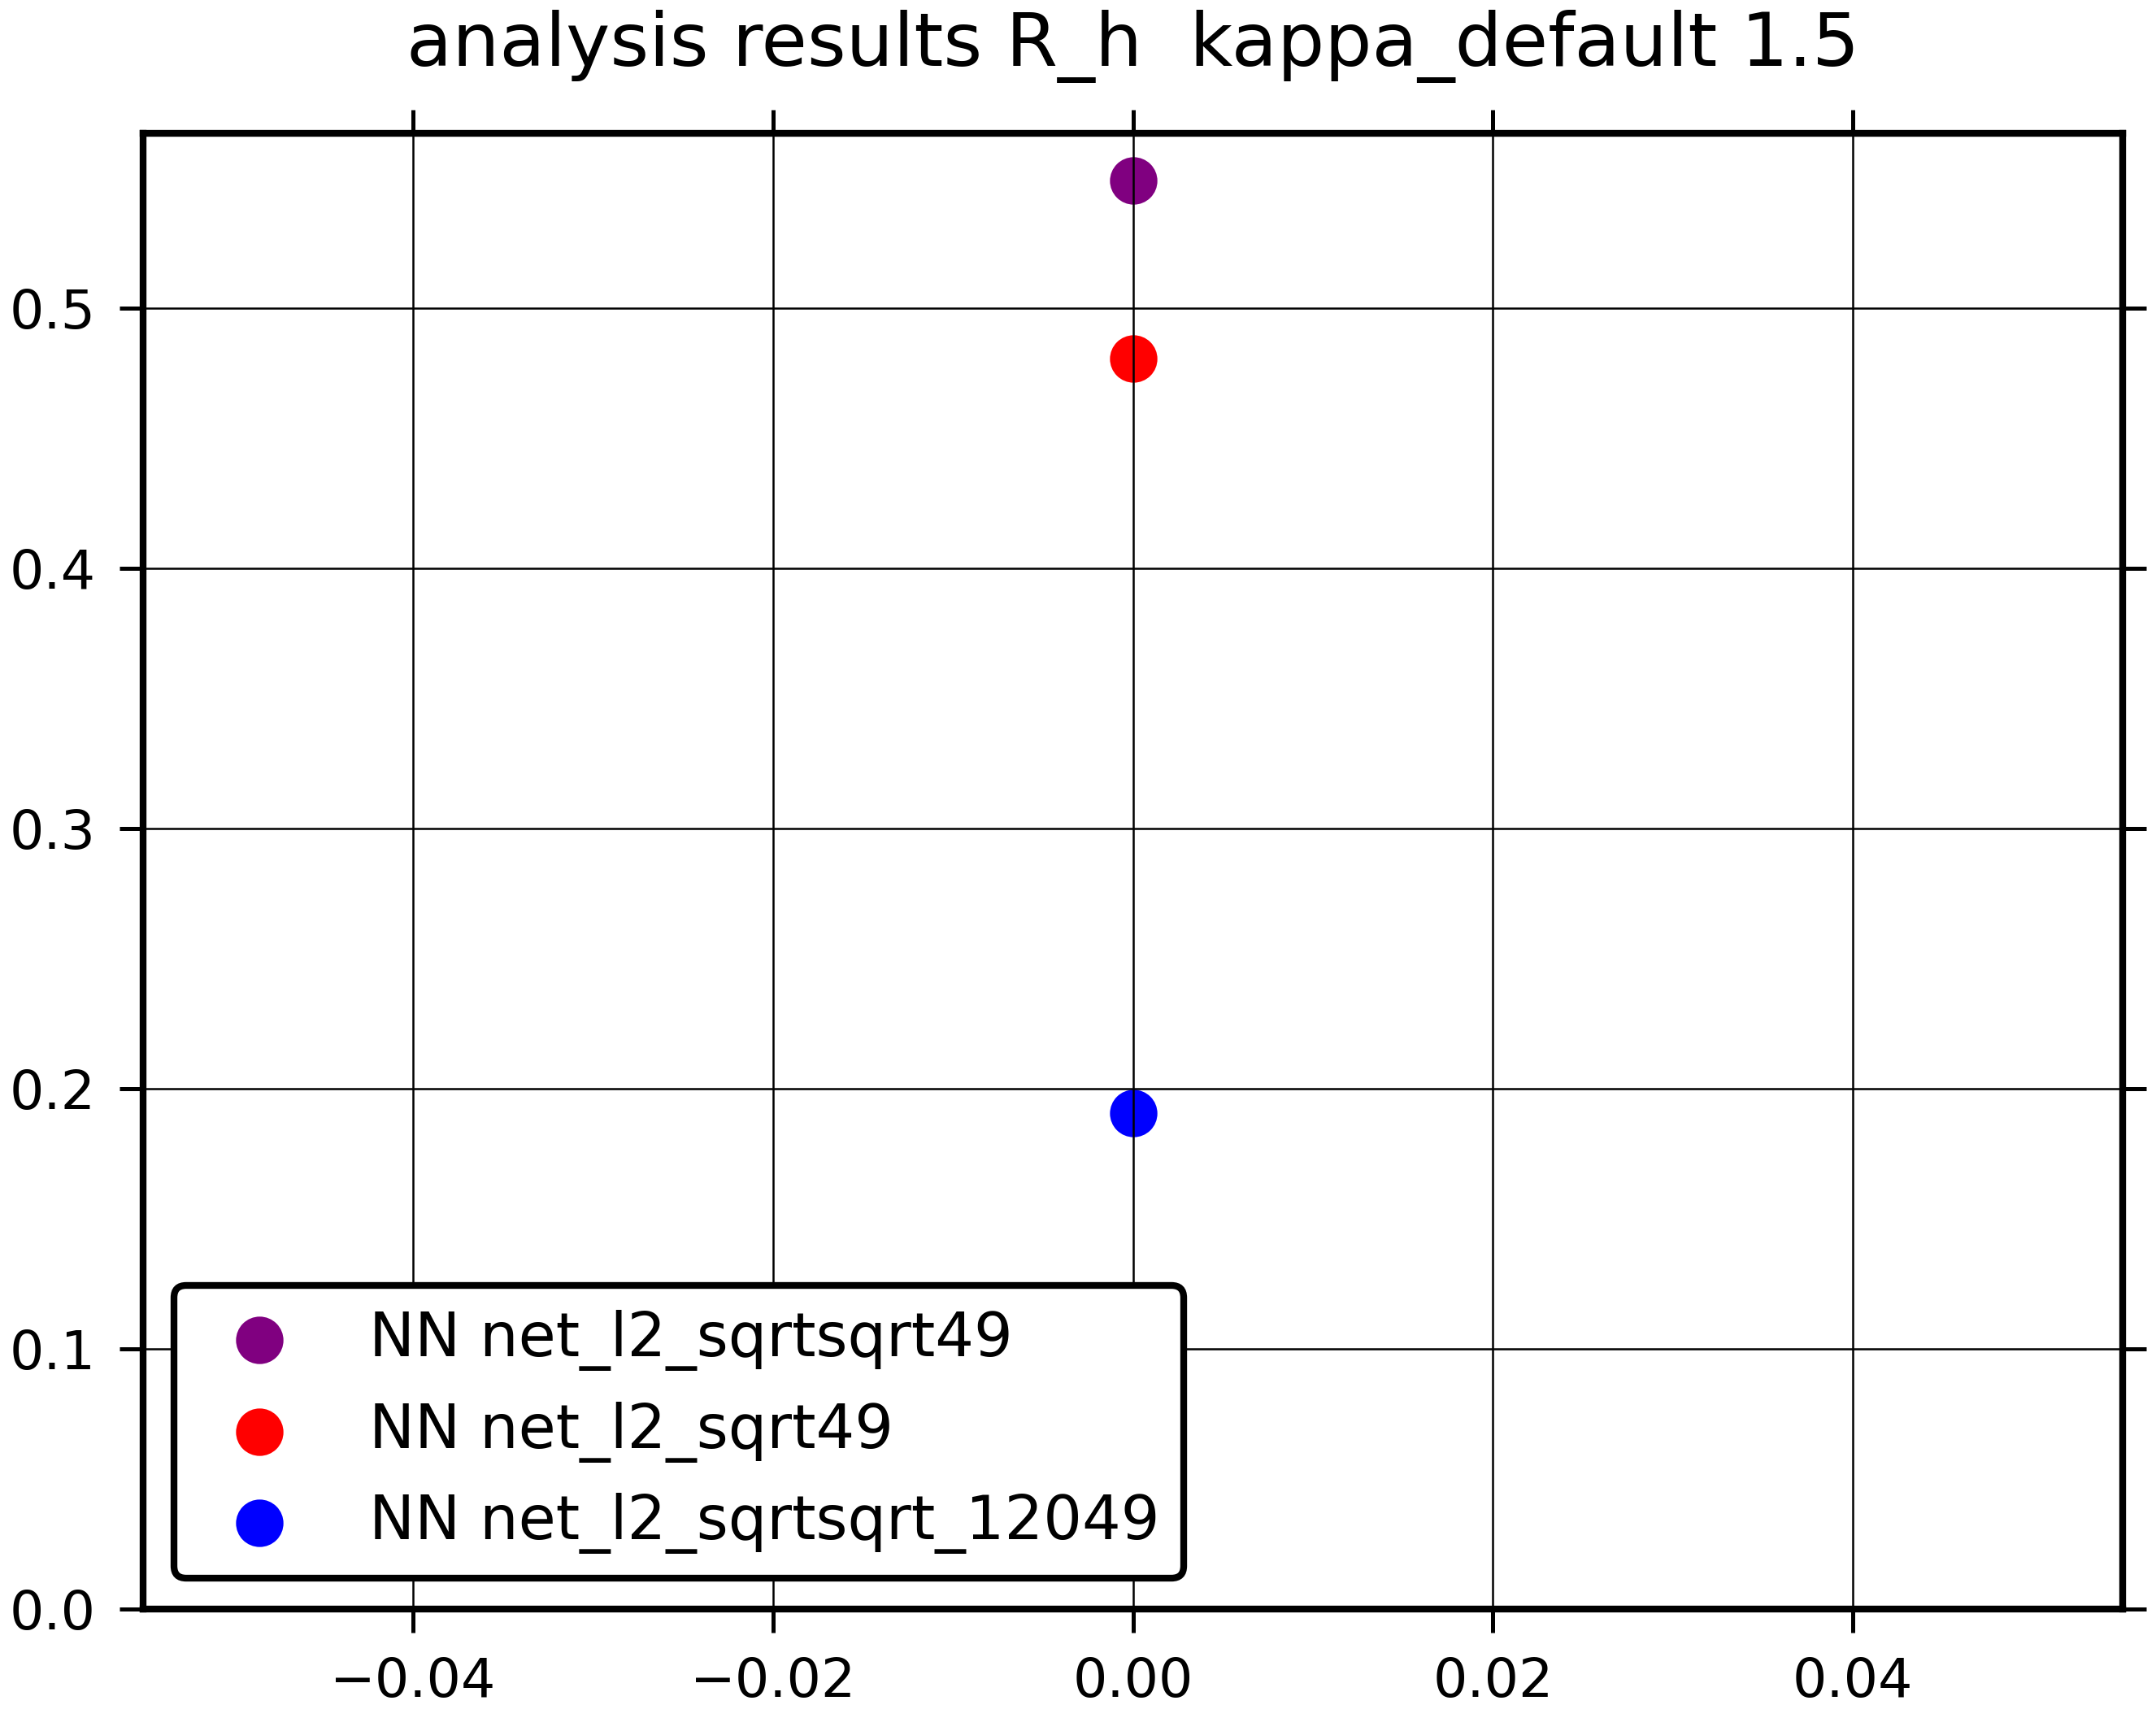 analysis results R_h  kappa_default 1.5
0.5
0.4
0.3
0.2
0.1
0.0
NN net_l2_sqrtsqrt49
NN net_l2_sqrt49
NN net_l2_sqrtsqrt_12049
−0.04 −0.02 0.00 0.02 0.04